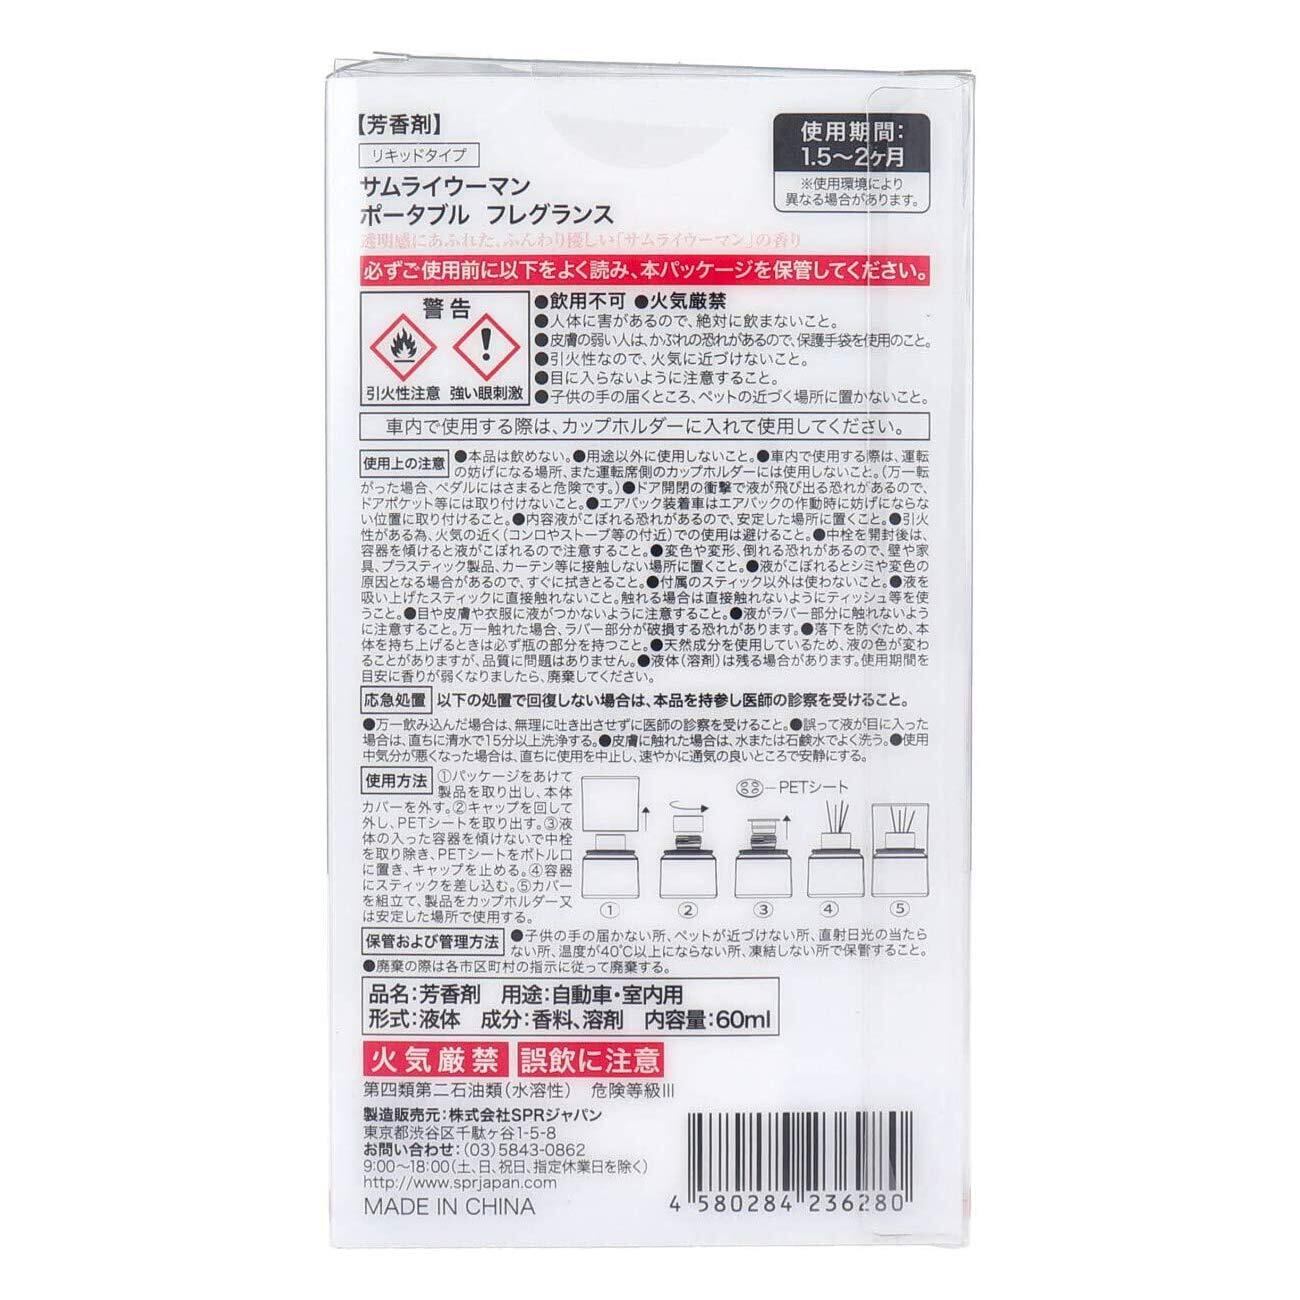 【芳香剤】
リキッドタイプ
サムライウーマン
ポータブル フレグランス
透明感にあふれた、ふんわり優しい「サムライウーマン」の香り
使用期間:
1.5〜2ヶ月
※使用環境により
異なる場合があります。
必ずご使用前に以下をよく読み、本パッケージを保管してください。
警告
引火性注意 強い眼刺激
●飲用不可 ●火気厳禁
●人体に害があるので、絶対に飲まないこと。
●皮膚の弱い人は、かぶれの恐れがあるので、保護手袋を使用のこと。
●引火性なので、火気に近づけないこと。
●目に入らないように注意すること。
●子供の手の届くところ、ペットの近づく場所に置かないこと。
車内で使用する際は、カップホルダーに入れて使用してください。
使用上の注意 ●本品は飲めない。●用途以外に使用しないこと。●車内で使用する際は、運転
の妨げになる場所、また運転席側のカップホルダーには使用しないこと。(万一転
がった場合、ペダルにはさまると危険です。)●ドア開閉の衝撃で液が飛び出る恐れがあるので、
ドアポケット等には取り付けないこと。●エアバック装着車はエアバックの作動時に妨げにならな
い位置に取り付けること。●内容液がこぼれる恐れがあるので、安定した場所に置くこと。●引火
性がある為、火気の近く(コンロやストーブ等の付近)での使用は避けること。●中栓を開封後は、
容器を傾けると液がこぼれるので注意すること。●変色や変形、倒れる恐れがあるので、壁や家
具、プラスティック製品、カーテン等に接触しない場所に置くこと。●液がこぼれるとシミや変色の
原因となる場合があるので、すぐに拭きとること。●付属のスティック以外は使わないこと。●液を
吸い上げたスティックに直接触れないこと。触れる場合は直接触れないようにティッシュ等を使
うこと。●目や皮膚や衣服に液がつかないように注意すること。●液がラバー部分に触れないよう
に注意すること。万一触れた場合、ラバー部分が破損する恐れがあります。●落下を防ぐため、本
体を持ち上げるときは必ず瓶の部分を持つこと。●天然成分を使用しているため、液の色が変わ
ることがありますが、品質に問題はありません。●液体(溶剤)は残る場合があります。使用期間を
目安に香りが弱くなりましたら、廃棄してください。
応急処置 以下の処置で回復しない場合は、本品を持参し医師の診察を受けること。
●万一飲み込んだ場合は、無理に吐き出させずに医師の診察を受けること。●誤って液が目に入った
場合は、直ちに清水で15分以上洗浄する。●皮膚に触れた場合は、水または石鹸水でよく洗う。●使用
中気分が悪くなった場合は、直ちに使用を中止し、速やかに通気の良いところで安静にする。
使用方法 ①パッケージをあけて
製品を取り出し、本体
カバーを外す。②キャップを回して
外し、PETシートを取り出す。③液
体の入った容器を傾けないで中栓
を取り除き、PETシートをボトル口
に置き、キャップを止める。④容器
にスティックを差し込む。⑤カバー
を組立て、製品をカップホルダー又
は安定した場所で使用する。
PETシート
① ② ③ ④ ⑤
保管および管理方法 ●子供の手の届かない所、ペットが近づけない所、直射日光の当たら
ない所、温度が40℃以上にならない所、凍結しない所で保管すること。
●廃棄の際は各市区町村の指示に従って廃棄する。
品名:芳香剤 用途:自動車・室内用
形式:液体 成分:香料、溶剤 内容量:60ml
火気厳禁 誤飲に注意
第四類第二石油類(水溶性) 危険等級III
製造販売元:株式会社SPRジャパン
東京都渋谷区千駄ヶ谷1-5-8
お問い合わせ:(03)5843-0862
9:00〜18:00(土、日、祝日、指定休業日を除く)
http://www.sprjapan.com
MADE IN CHINA
4 580284 236280